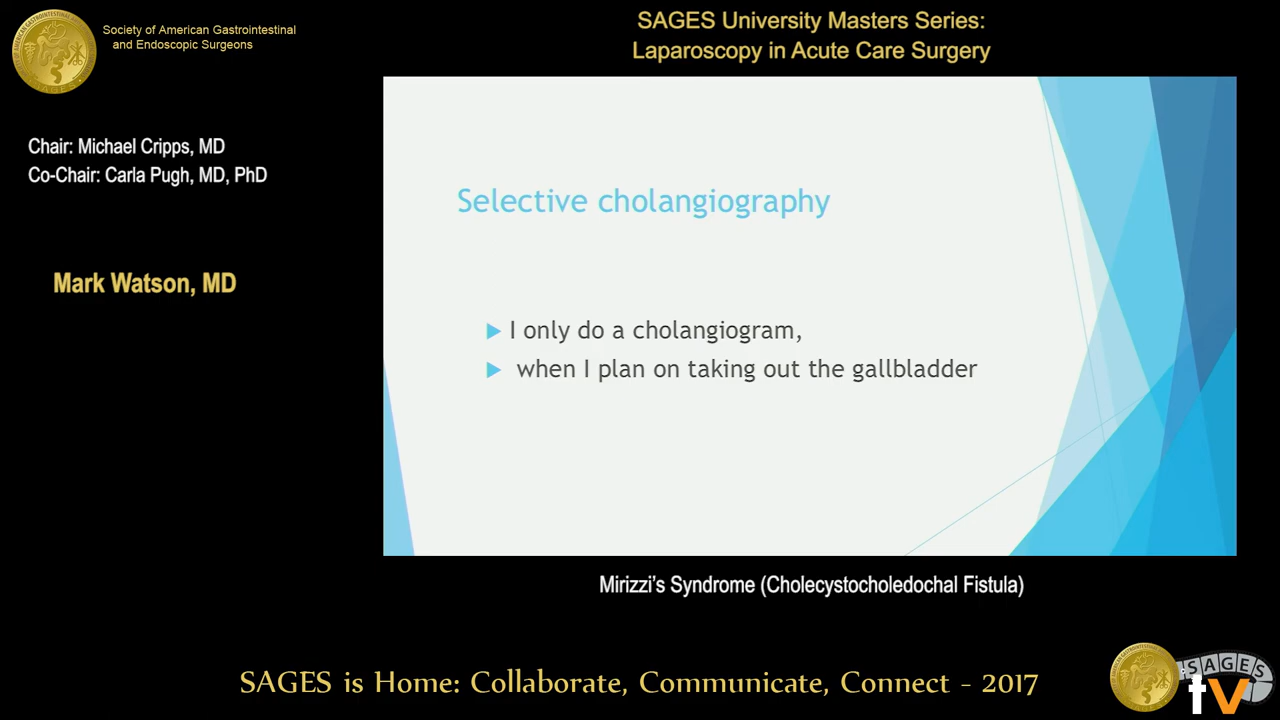 Society of American Gastrointestinal
and Endoscopic Surgeons
SAGES University Masters Series:
Laparoscopy in Acute Care Surgery
Chair: Michael Cripps, MD
Co-Chair: Carla Pugh, MD, PhD
Mark Watson, MD
Selective cholangiography
I only do a cholangiogram,
when I plan on taking out the gallbladder
Mirizzi's Syndrome (Cholecystocholedochal Fistula)
SAGES is Home: Collaborate, Communicate, Connect - 2017
SAGES
tv